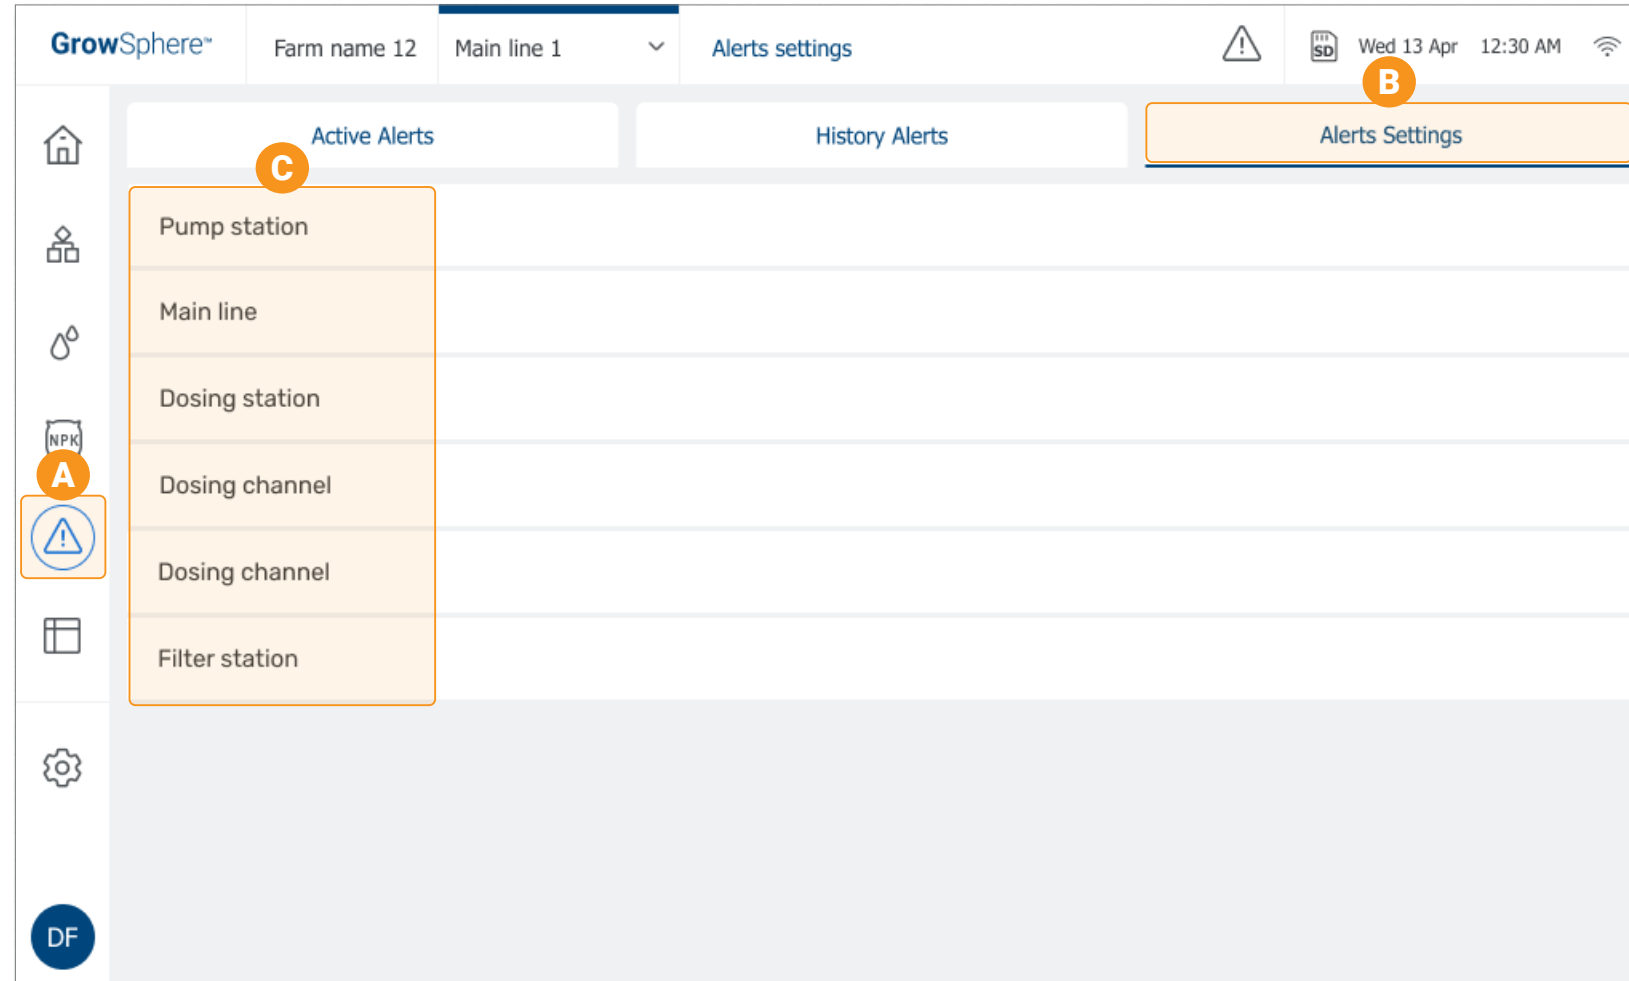 GrowSphere™ Farm name 12 Main line 1 Alerts settings SD Wed 13 Apr 12:30 AM
B
Active Alerts History Alerts Alerts Settings
C
Pump station
Main line
Dosing station
NPK
A
Dosing channel
Dosing channel
Filter station
DF